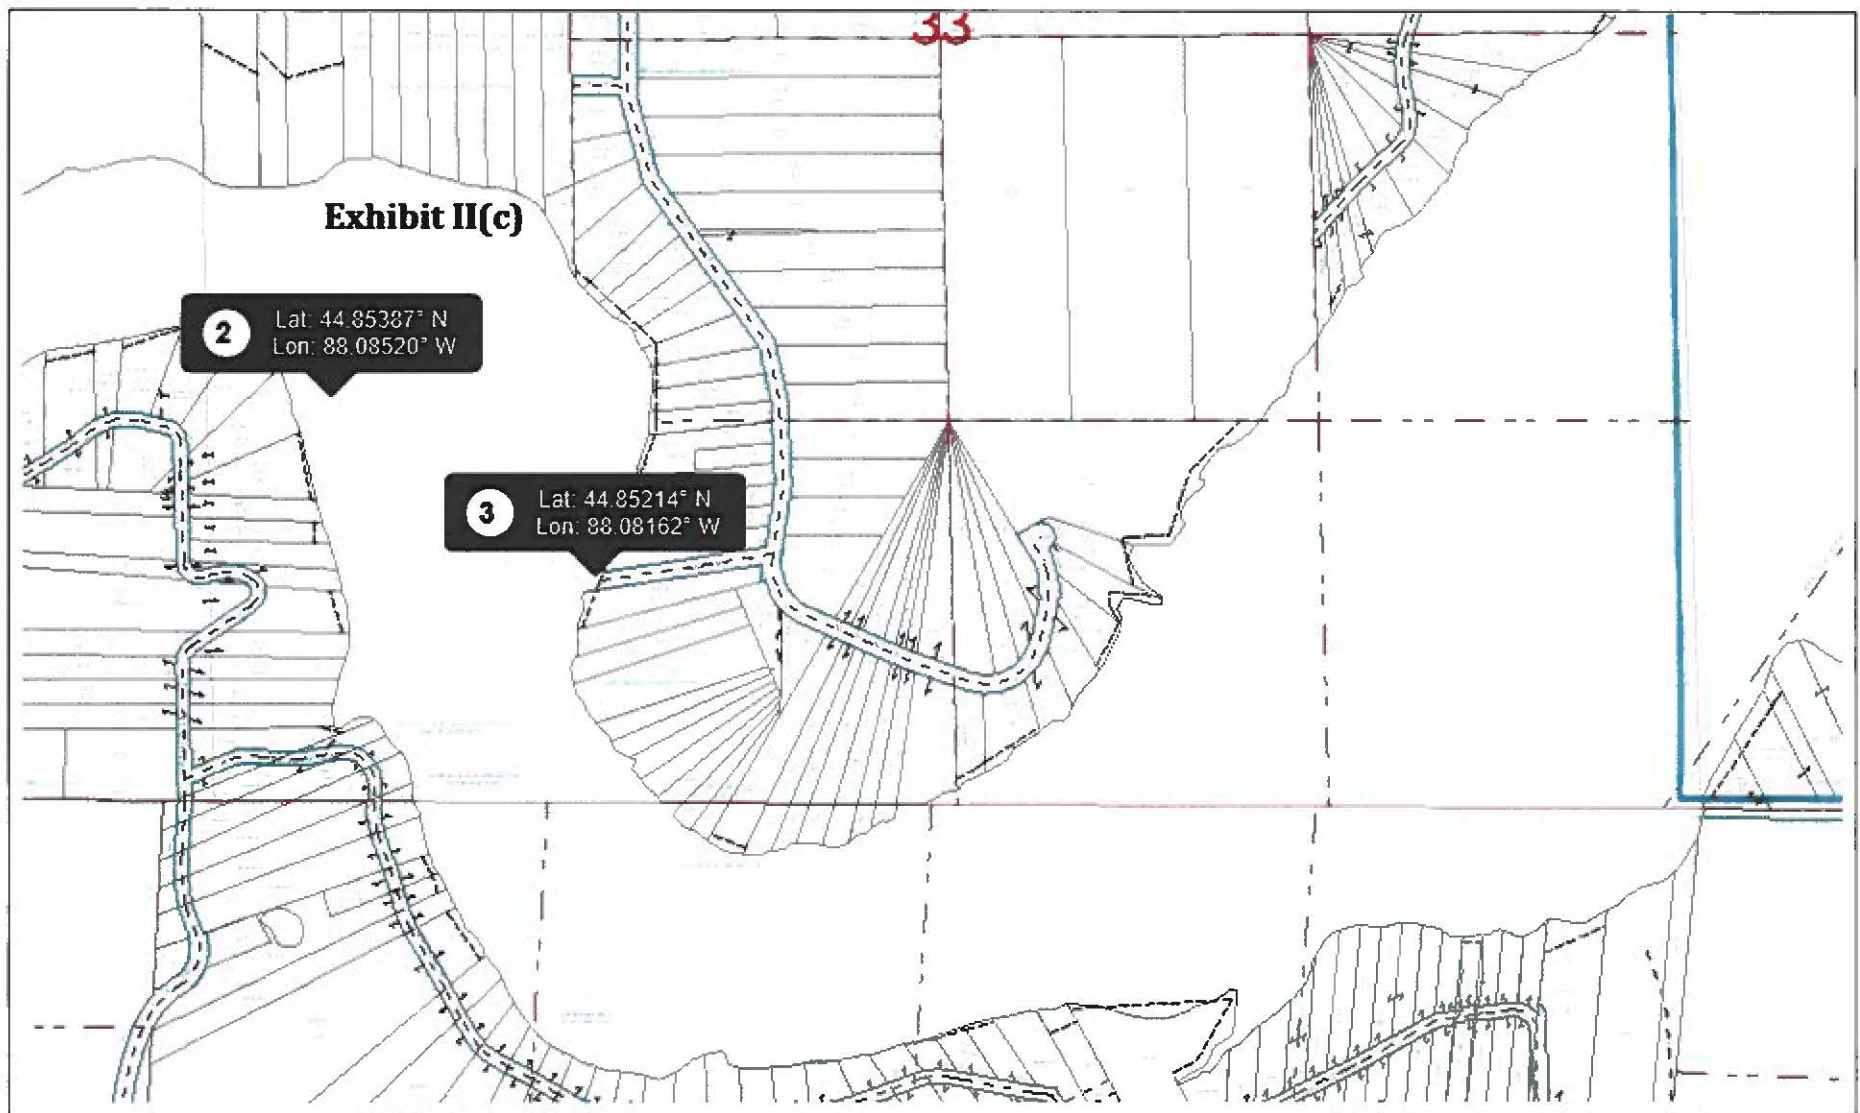 33
Exhibit II(c)
2
Lat: 44.85387° N
Lon: 88.08520° W
3
Lat: 44.85214° N
Lon: 88.08162° W